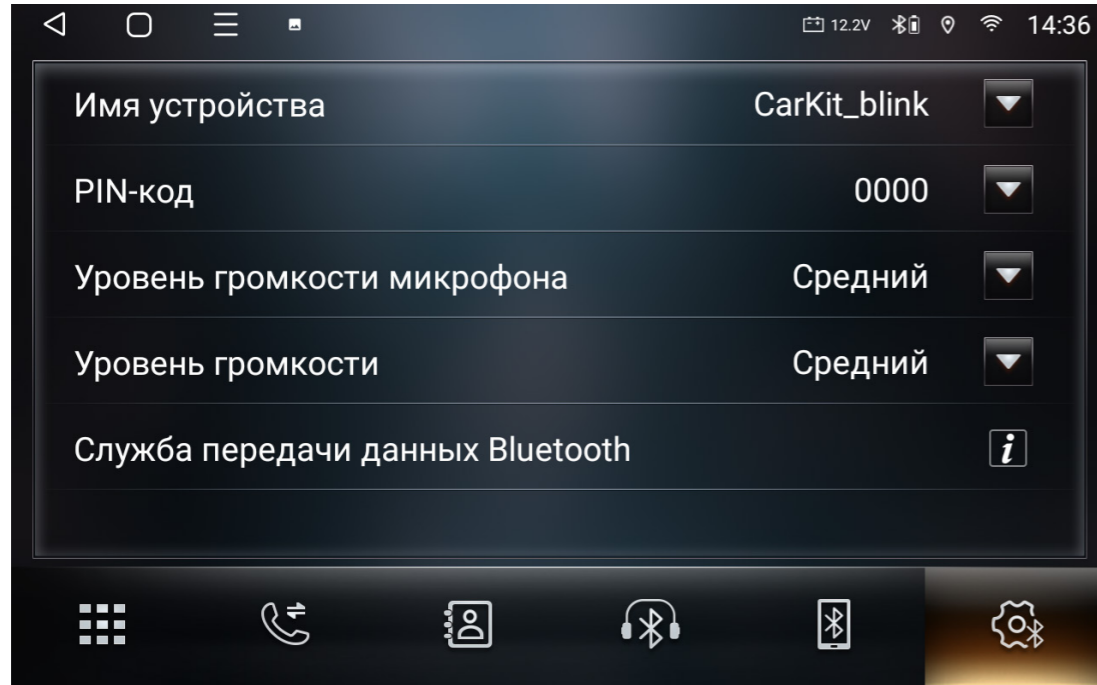 12.2V 14:36
Имя устройства CarKit_blink
PIN-код 0000
Уровень громкости микрофона Средний
Уровень громкости Средний
Служба передачи данных Bluetooth i